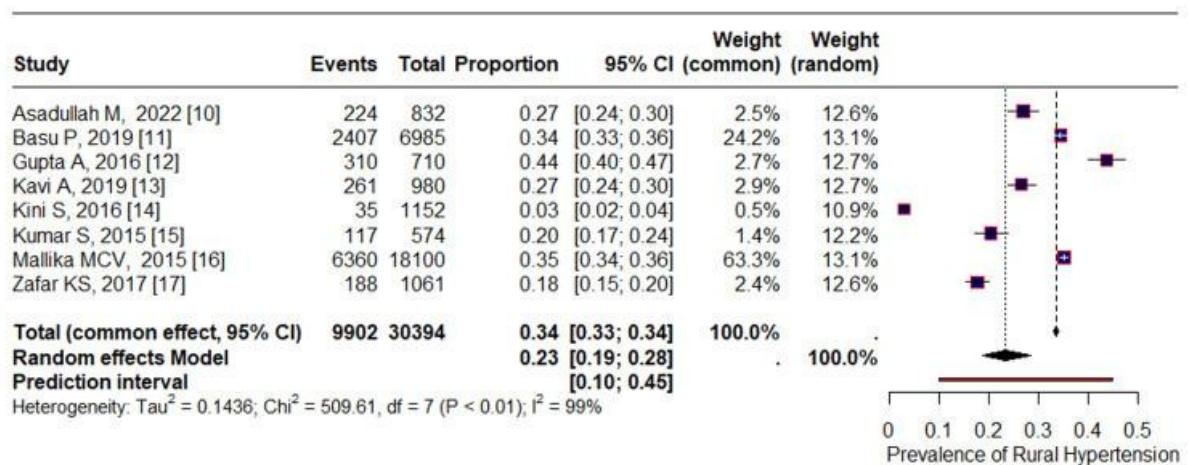 Study Events Total Proportion 95% CI Weight (common) Weight (random)
Asadullah M, 2022 [10] 224 832 0.27 [0.24; 0.30] 2.5% 12.6%
Basu P, 2019 [11] 2407 6985 0.34 [0.33; 0.36] 24.2% 13.1%
Gupta A, 2016 [12] 310 710 0.44 [0.40; 0.47] 2.7% 12.7%
Kavi A, 2019 [13] 261 980 0.27 [0.24; 0.30] 2.9% 12.7%
Kini S, 2016 [14] 35 1152 0.03 [0.02; 0.04] 0.5% 10.9%
Kumar S, 2015 [15] 117 574 0.20 [0.17; 0.24] 1.4% 12.2%
Mallika MCV, 2015 [16] 6360 18100 0.35 [0.34; 0.36] 63.3% 13.1%
Zafar KS, 2017 [17] 188 1061 0.18 [0.15; 0.20] 2.4% 12.6%
Total (common effect, 95% CI) 9902 30394 0.34 [0.33; 0.34] 100.0% .
Random effects Model 0.23 [0.19; 0.28] . 100.0%
Prediction interval [0.10; 0.45]
Heterogeneity: Tau² = 0.1436; Chi² = 509.61, df = 7 (P < 0.01); I² = 99%
0 0.1 0.2 0.3 0.4 0.5
Prevalence of Rural Hypertension